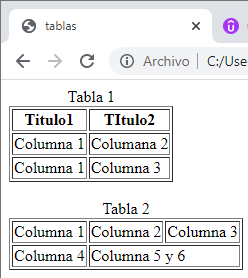 tablas
Archivo C:/Use
Tabla 1
Titulo1 TItulo2
Columna 1 Columana 2
Columna 1 Columna 3
Tabla 2
Columna 1 Columna 2 Columna 3
Columna 4 Columna 5 y 6